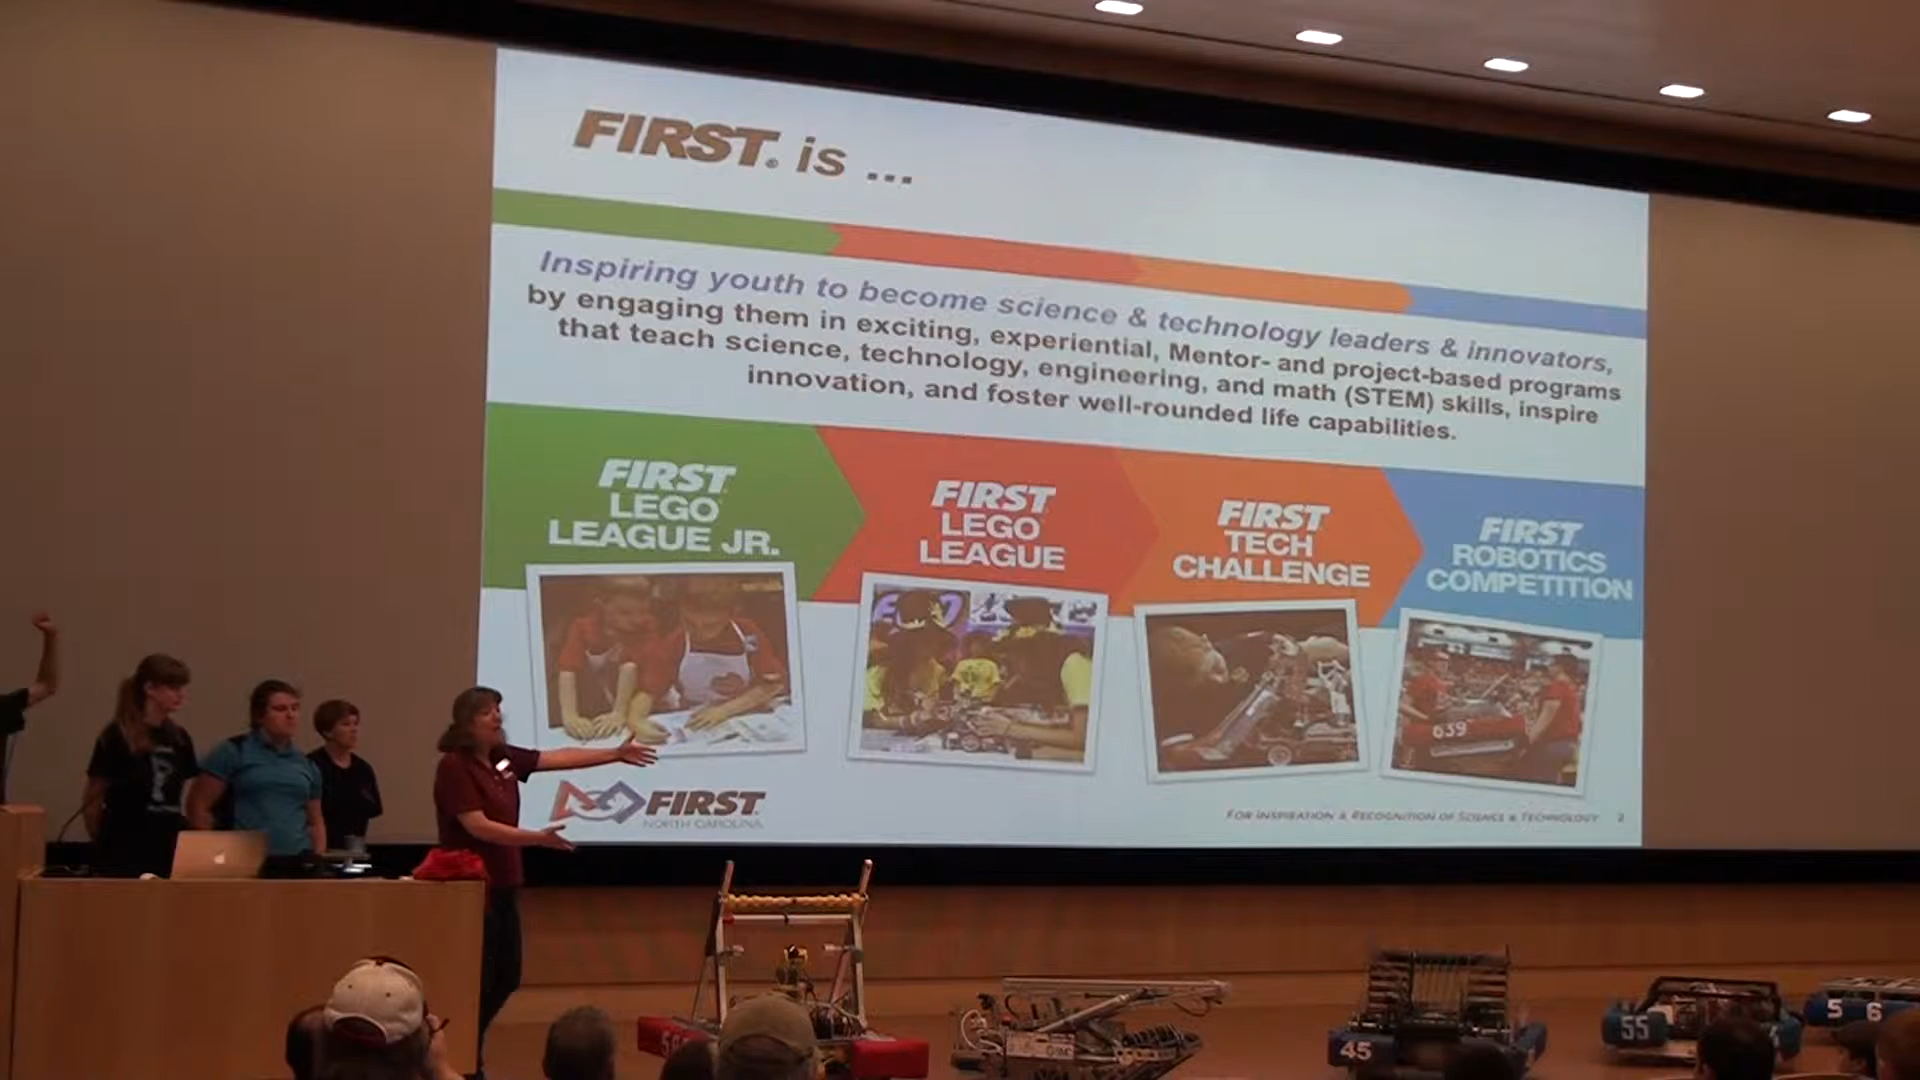 FIRST® is ...
Inspiring youth to become science & technology leaders & innovators,
by engaging them in exciting, experiential, Mentor- and project-based programs
that teach science, technology, engineering, and math (STEM) skills, inspire
innovation, and foster well-rounded life capabilities.
FIRST
LEGO
LEAGUE JR.
FIRST
LEGO
LEAGUE
FIRST
TECH
CHALLENGE
FIRST
ROBOTICS
COMPETITION
639
FIRST
NORTH CAROLINA
FOR INSPIRATION & RECOGNITION OF SCIENCE & TECHNOLOGY 2
45
55
5 6